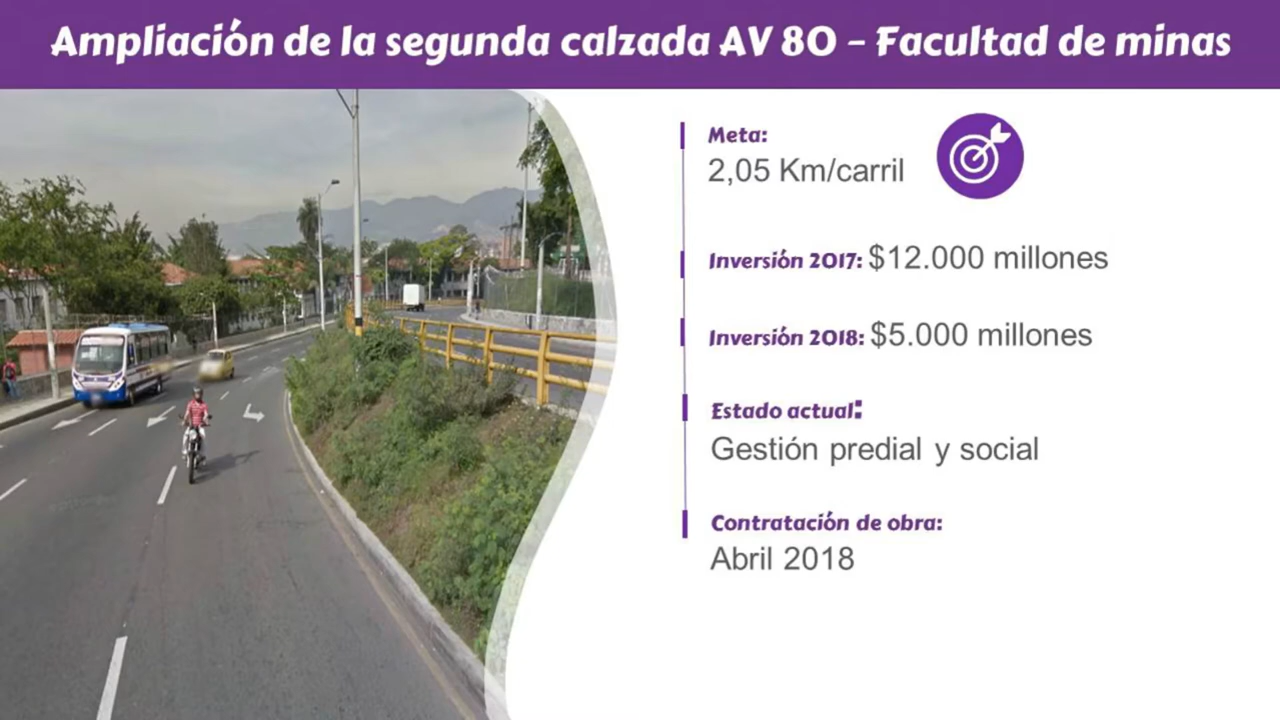 Ampliación de la segunda calzada AV 80 – Facultad de minas
Meta:
2,05 Km/carril
Inversión 2017: $12.000 millones
Inversión 2018: $5.000 millones
Estado actual:
Gestión predial y social
Contratación de obra:
Abril 2018